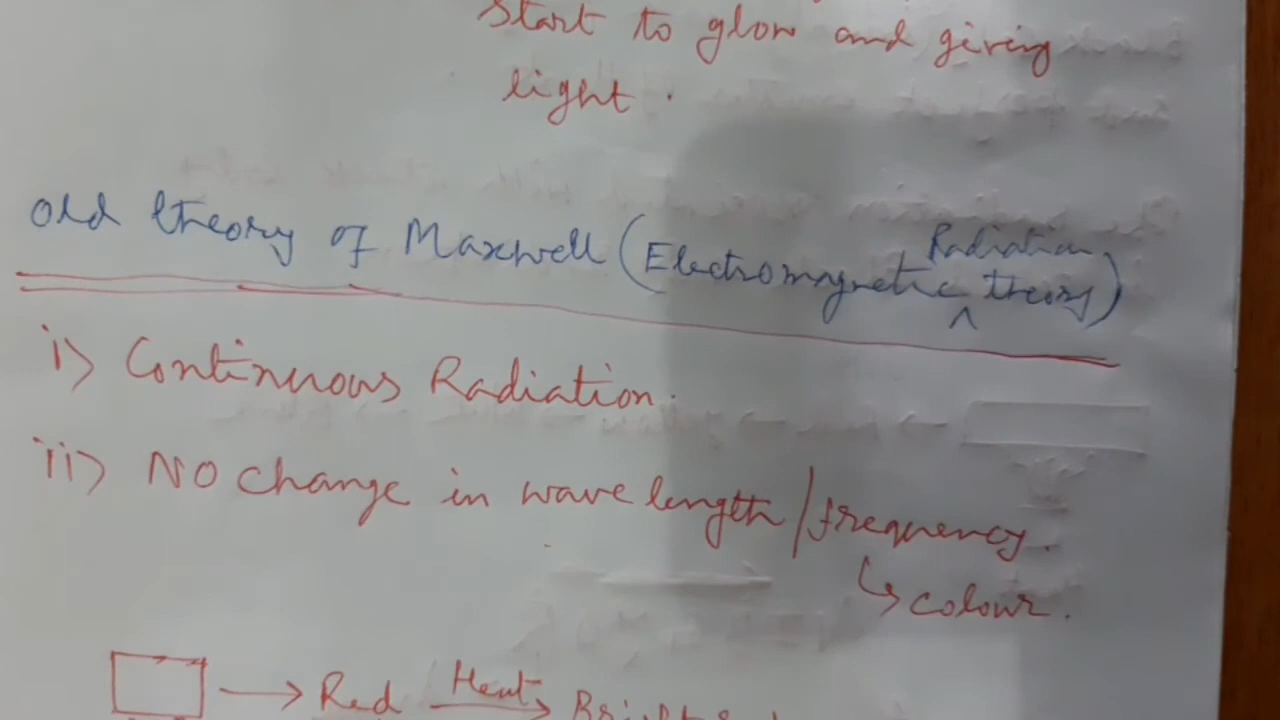 start to glow and giving
light.
old theory of Maxwell (Electromagnetic Radiation theory)
i> Continuous Radiation.
ii> NO change in wavelength/frequency.
↳ colour.
□ → Red Heat →